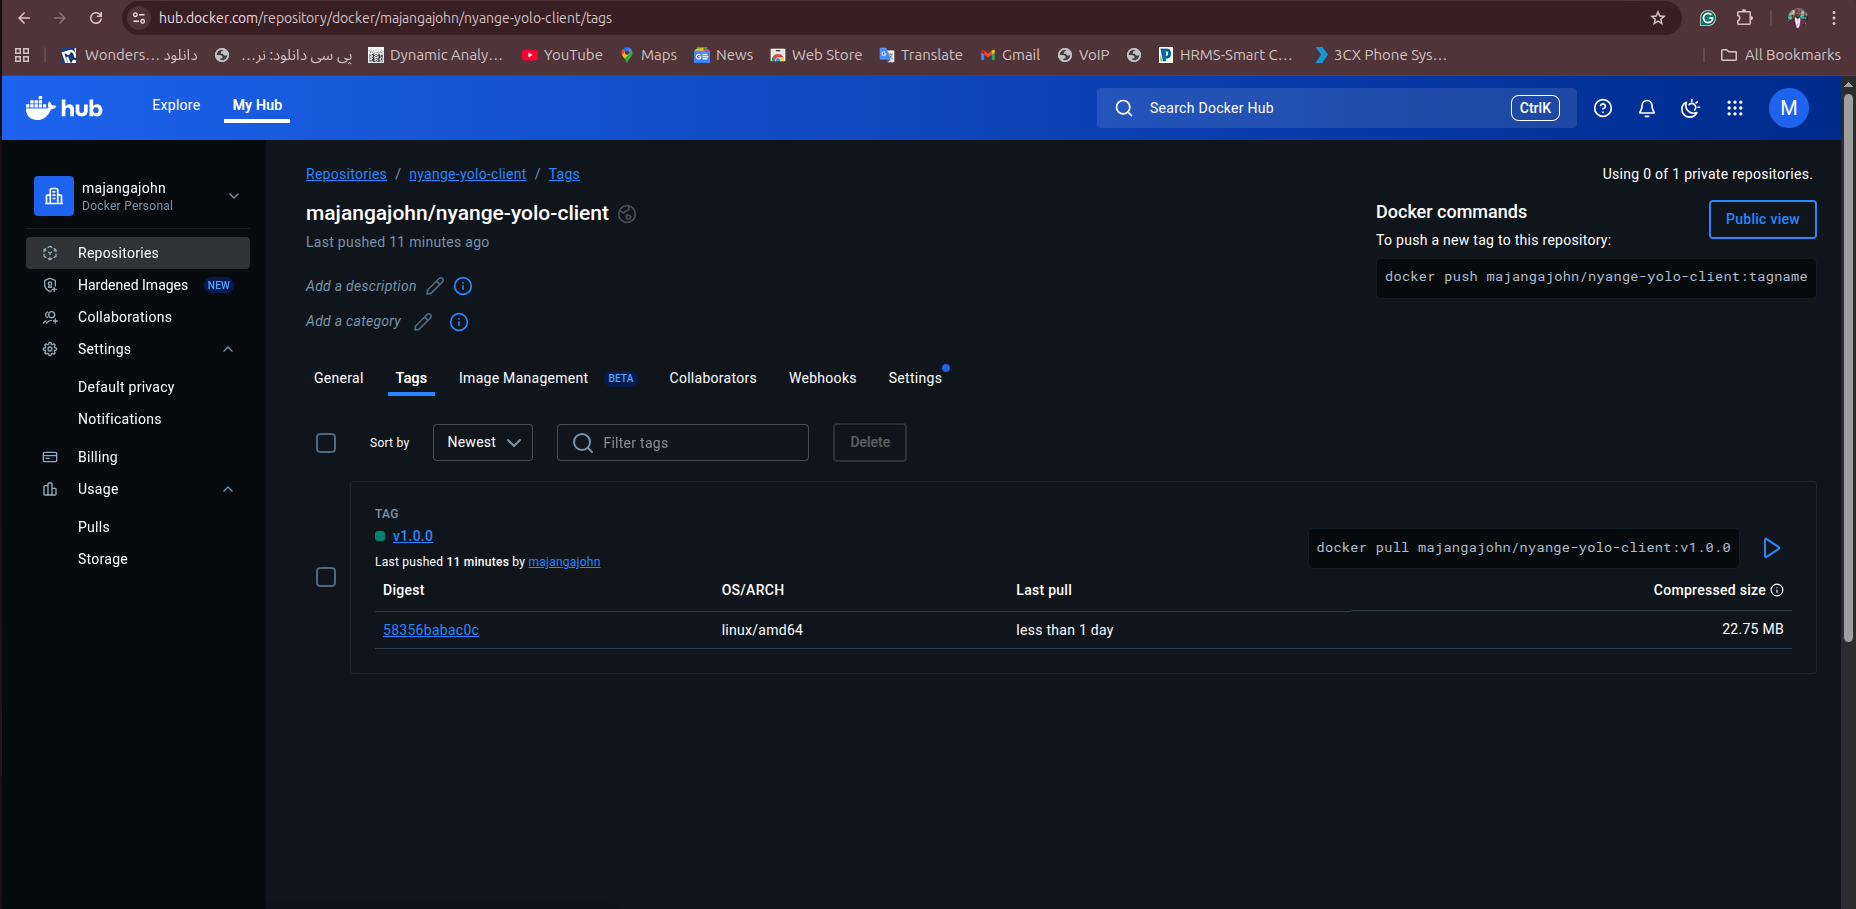 hub.docker.com/repository/docker/majangajohn/nyange-yolo-client/tags
Wonders... دانلود
پی سی دانلود: نر...
Dynamic Analy...
YouTube
Maps
News
Web Store
Translate
Gmail
VoIP
HRMS-Smart C...
3CX Phone Sys...
All Bookmarks
hub
Explore
My Hub
Search Docker Hub
CtrlK
M
majangajohn
Docker Personal
Repositories
Hardened Images NEW
Collaborations
Settings
Default privacy
Notifications
Billing
Usage
Pulls
Storage
Repositories / nyange-yolo-client / Tags
Using 0 of 1 private repositories.
majangajohn/nyange-yolo-client
Last pushed 11 minutes ago
Add a description
Add a category
Docker commands
Public view
To push a new tag to this repository:
docker push majangajohn/nyange-yolo-client:tagname
General
Tags
Image Management BETA
Collaborators
Webhooks
Settings
Sort by
Newest
Filter tags
Delete
TAG
v1.0.0
Last pushed 11 minutes by majangajohn
docker pull majangajohn/nyange-yolo-client:v1.0.0
Digest OS/ARCH Last pull Compressed size
58356babac0c linux/amd64 less than 1 day 22.75 MB